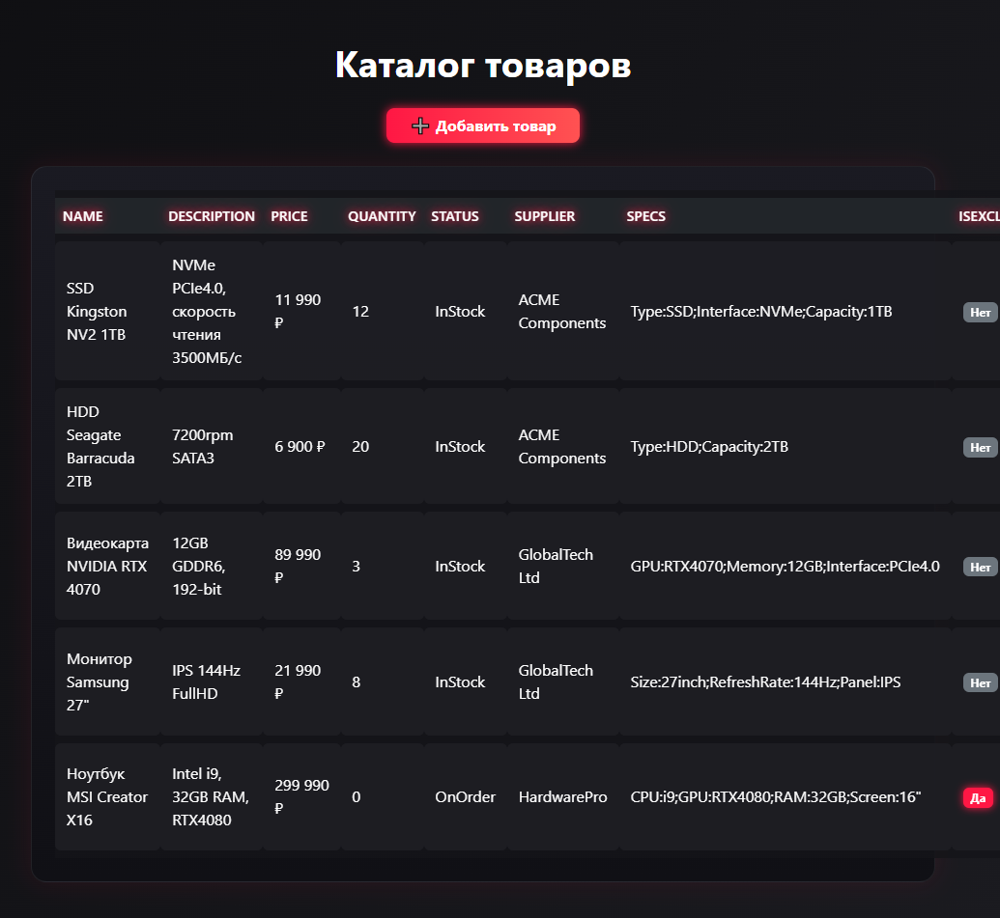 Каталог товаров
➕ Добавить товар
NAME DESCRIPTION PRICE QUANTITY STATUS SUPPLIER SPECS ISEXCL
SSD
Kingston
NV2 1TB
NVMe
PCIe4.0,
скорость
чтения
3500МБ/с
11 990
₽
12
InStock
ACME
Components
Type:SSD;Interface:NVMe;Capacity:1TB
Нет
HDD
Seagate
Barracuda
2TB
7200rpm
SATA3
6 900 ₽
20
InStock
ACME
Components
Type:HDD;Capacity:2TB
Нет
Видеокарта
NVIDIA RTX
4070
12GB
GDDR6,
192-bit
89 990
₽
3
InStock
GlobalTech
Ltd
GPU:RTX4070;Memory:12GB;Interface:PCIe4.0
Нет
Монитор
Samsung
27"
IPS 144Hz
FullHD
21 990
₽
8
InStock
GlobalTech
Ltd
Size:27inch;RefreshRate:144Hz;Panel:IPS
Нет
Ноутбук
MSI Creator
X16
Intel i9,
32GB RAM,
RTX4080
299 990
₽
0
OnOrder
HardwarePro
CPU:i9;GPU:RTX4080;RAM:32GB;Screen:16"
Да